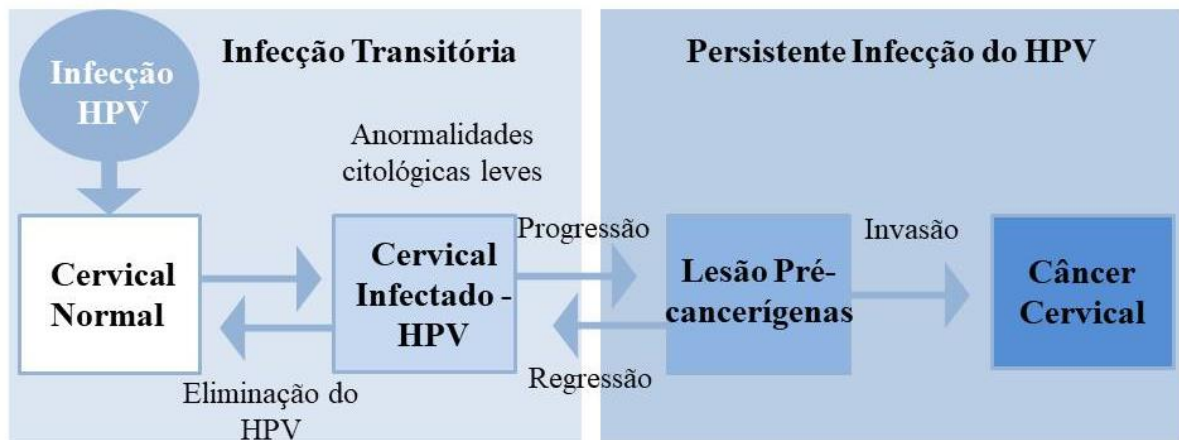 Infecção Transitória
Persistente Infecção do HPV
Infecção
HPV
Anormalidades
citológicas leves
Cervical
Normal
Eliminação do
HPV
Cervical
Infectado -
HPV
Progressão
Regressão
Lesão Pré-
cancerígenas
Invasão
Câncer
Cervical